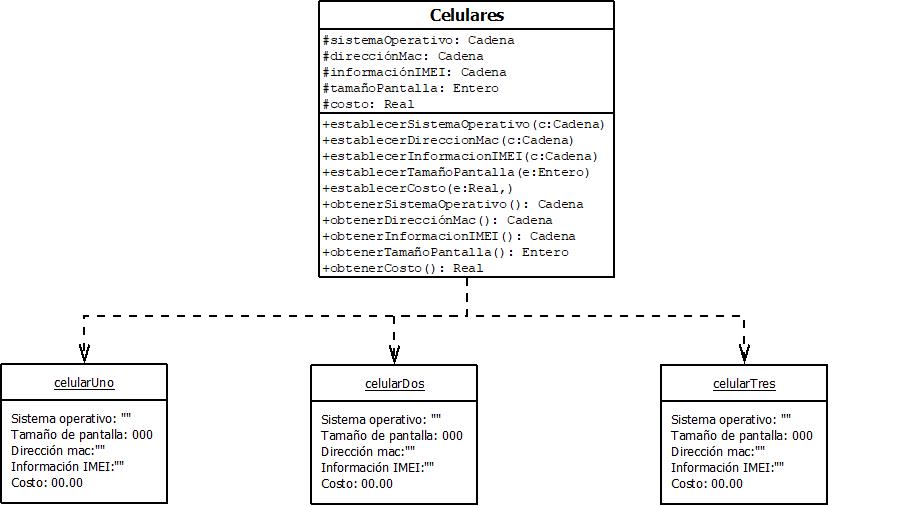 Celulares
#sistemaOperativo: Cadena
#direcciónMac: Cadena
#informaciónIMEI: Cadena
#tamañoPantalla: Entero
#costo: Real
+establecerSistemaOperativo(c:Cadena)
+establecerDireccionMac(c:Cadena)
+establecerInformacionIMEI(c:Cadena)
+establecerTamañoPantalla(e:Entero)
+establecerCosto(e:Real,)
+obtenerSistemaOperativo(): Cadena
+obtenerDirecciónMac(): Cadena
+obtenerInformacionIMEI(): Cadena
+obtenerTamañoPantalla(): Entero
+obtenerCosto(): Real
celularUno
Sistema operativo: ""
Tamaño de pantalla: 000
Dirección mac:""
Información IMEI:""
Costo: 00.00
celularDos
Sistema operativo: ""
Tamaño de pantalla: 000
Dirección mac:""
Información IMEI:""
Costo: 00.00
celularTres
Sistema operativo: ""
Tamaño de pantalla: 000
Dirección mac:""
Información IMEI:""
Costo: 00.00